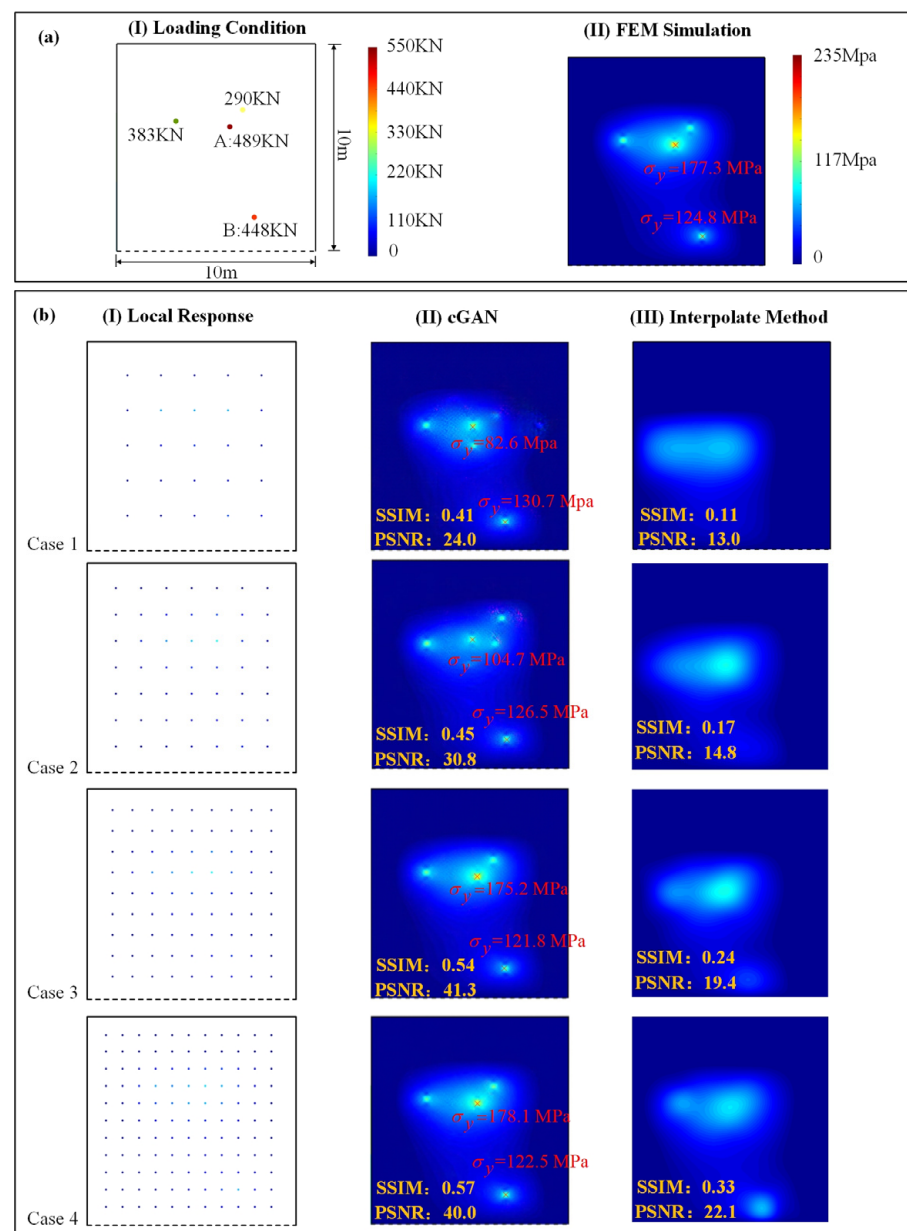 (a)
(I) Loading Condition
(II) FEM Simulation
550KN
440KN
330KN
220KN
110KN
0
290KN
383KN
A:489KN
B:448KN
10m
10m
235Mpa
117Mpa
0
σy=177.3 MPa
σy=124.8 MPa
(b)
(I) Local Response
(II) cGAN
(III) Interpolate Method
Case 1
σy=82.6 Mpa
σy=130.7 Mpa
SSIM：0.41
PSNR：24.0
SSIM：0.11
PSNR：13.0
Case 2
σy=104.7 MPa
σy=126.5 MPa
SSIM：0.45
PSNR：30.8
SSIM：0.17
PSNR：14.8
Case 3
σy=175.2 MPa
σy=121.8 MPa
SSIM：0.54
PSNR：41.3
SSIM：0.24
PSNR：19.4
Case 4
σy=178.1 MPa
σy=122.5 MPa
SSIM：0.57
PSNR：40.0
SSIM：0.33
PSNR：22.1